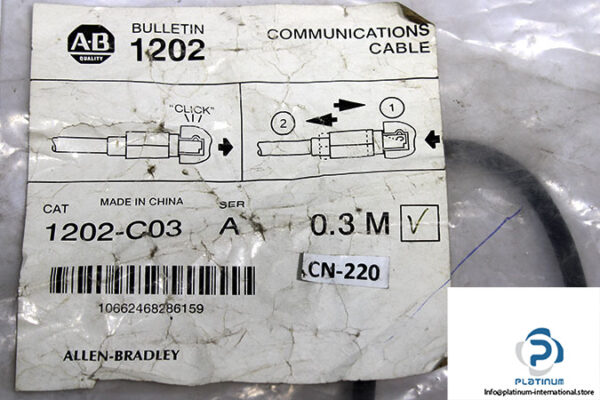 A-B
QUALITY
BULLETIN
1202
COMMUNICATIONS
CABLE
"CLICK"
2
1
CAT
MADE IN CHINA
SER
1202-C03
A
0.3 M
CN-220
10662468286159
ALLEN-BRADLEY
PLATINUM
Info@platinum-international.store